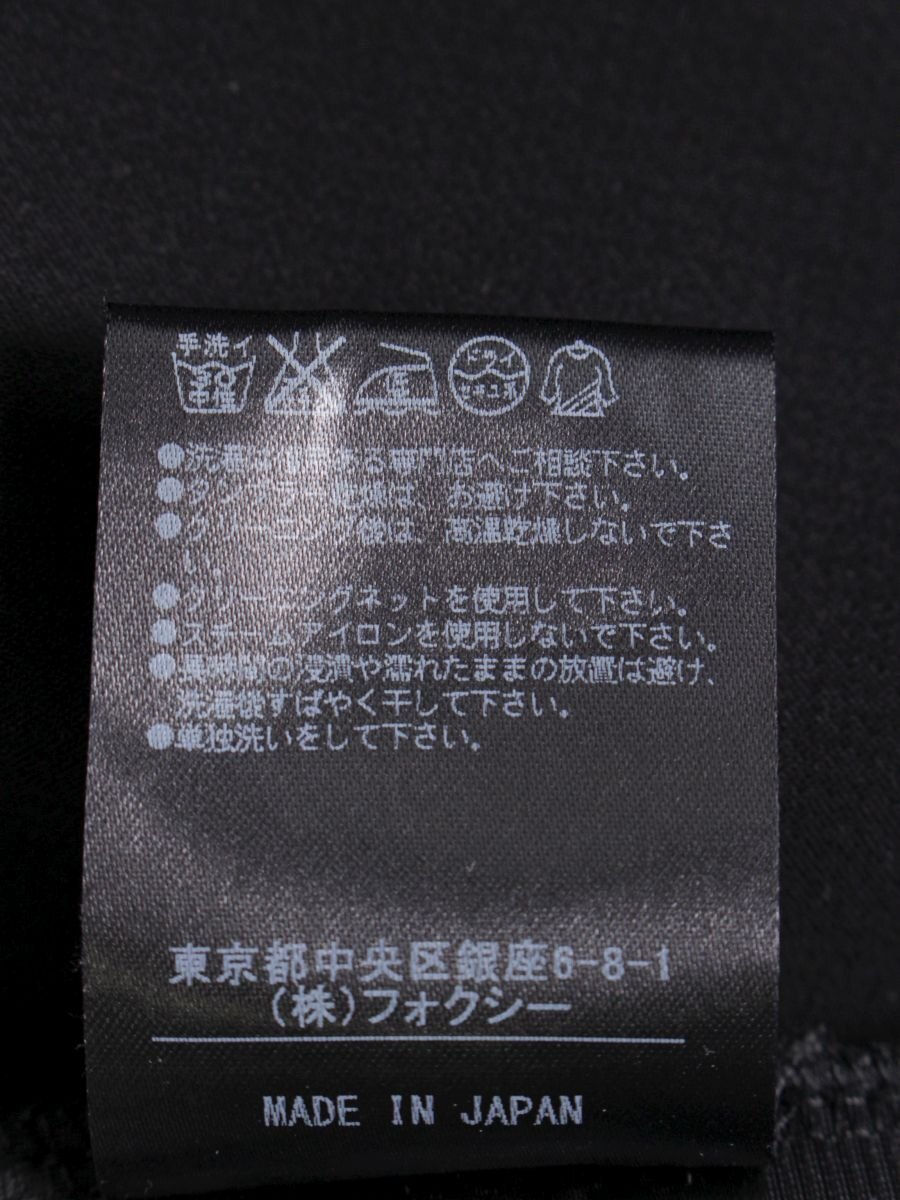 手洗イ
ドライ
●洗濯は信用ある専門店へご相談下さい。
●タンブラー乾燥は、お避け下さい。
●クリーニング後は、高温乾燥しないで下さ
い。
●クリーニングネットを使用して下さい。
●スチームアイロンを使用しないで下さい。
●長時間の浸漬や濡れたままの放置は避け、
洗濯後すばやく干して下さい。
●単独洗いをして下さい。
東京都中央区銀座6-8-1
(株)フォクシー
MADE IN JAPAN